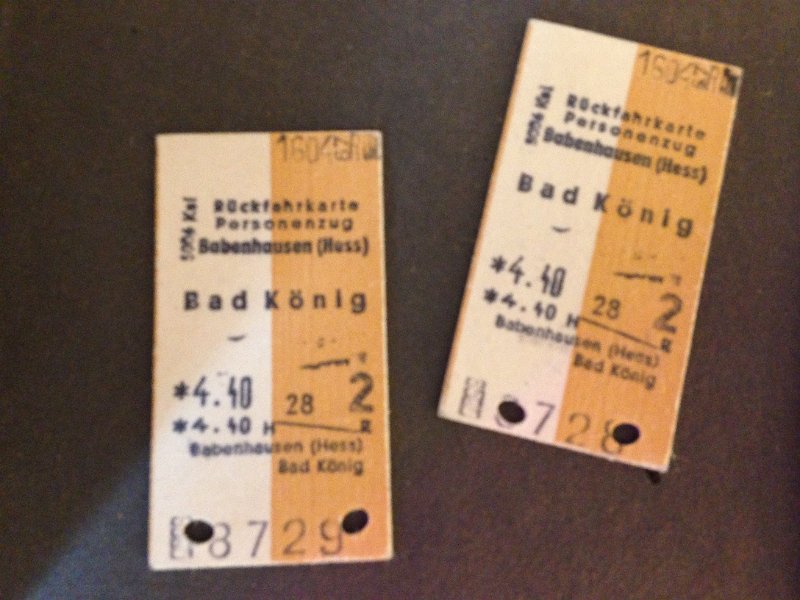 Rückfahrkarte
Personenzug
Babenhausen (Hess)
Bad König
*4.40
28
2
*4.40 H
R
Babenhausen (Hess)
Bad König
8729
Rückfahrkarte
Personenzug
Babenhausen (Hess)
Bad König
*4.40
28
2
*4.40 H
R
Babenhausen (Hess)
Bad König
728